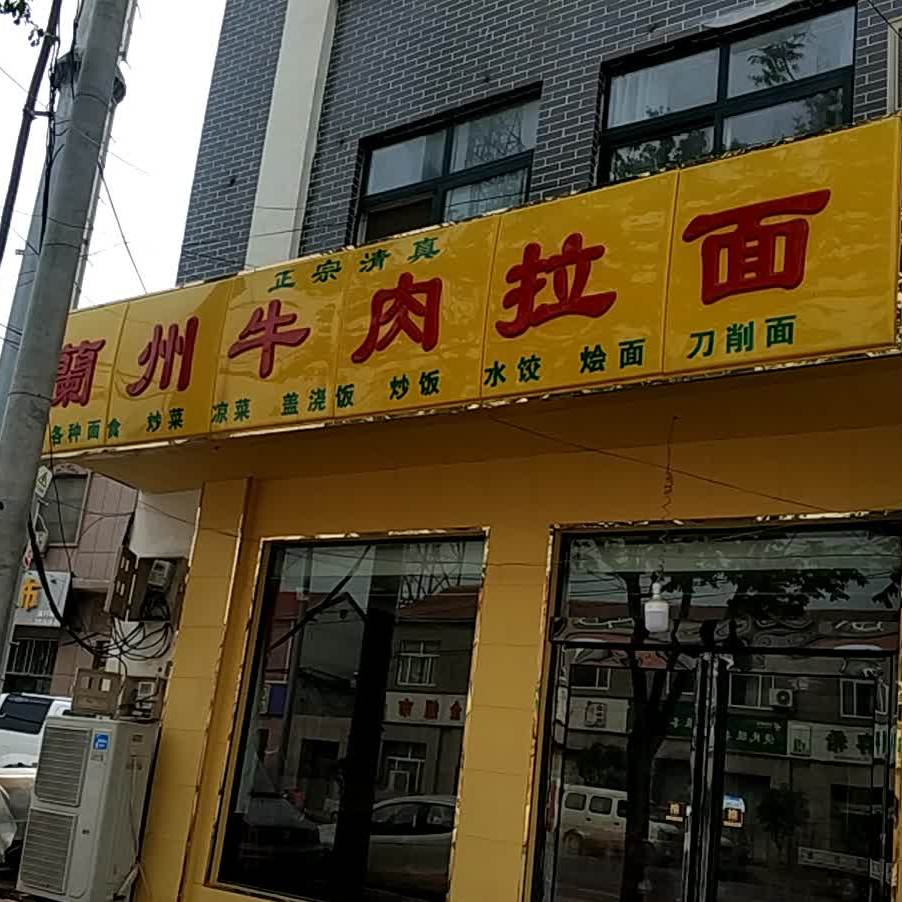 正宗清真
蘭州牛肉拉面
各种面食 炒菜 凉菜 盖浇饭 炒饭 水饺 烩面 刀削面
市